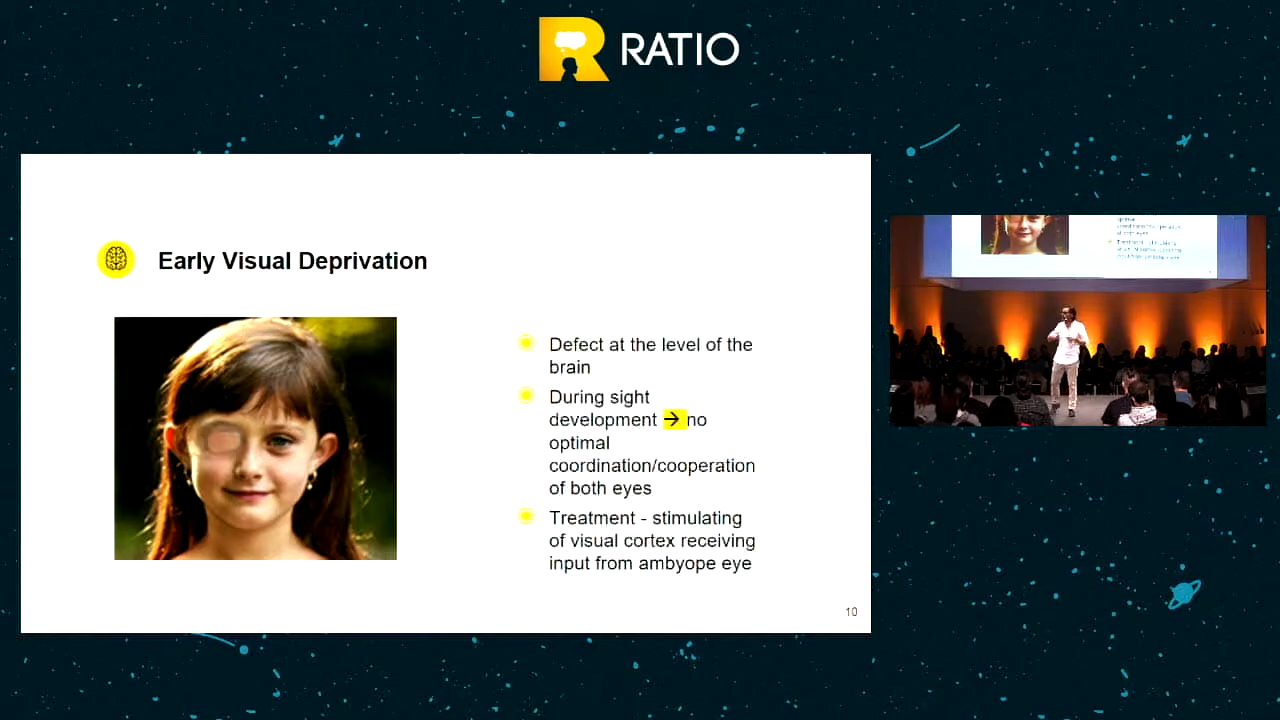 RATIO
Early Visual Deprivation
Defect at the level of the
brain
During sight
development → no
optimal
coordination/cooperation
of both eyes
Treatment - stimulating
of visual cortex receiving
input from ambyope eye
10